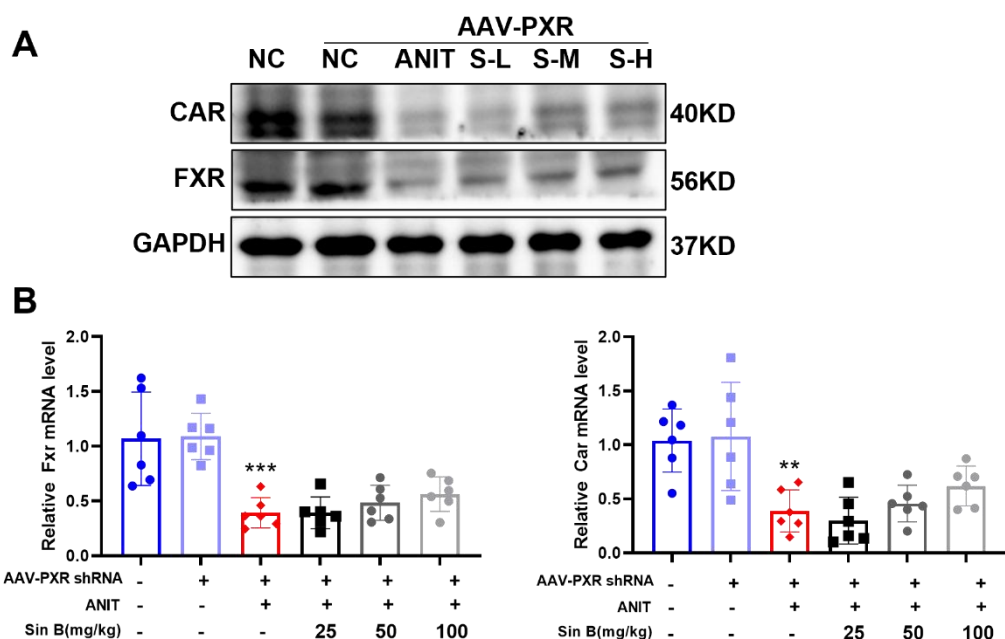 A
AAV-PXR
NC NC ANIT S-L S-M S-H
CAR 40KD
FXR 56KD
GAPDH 37KD
B
Relative Fxr mRNA level
2.0
1.5
1.0
0.5
0.0
***
AAV-PXR shRNA - + + + + +
ANIT - - + + + +
Sin B(mg/kg) - - - 25 50 100
Relative Car mRNA level
2.0
1.5
1.0
0.5
0.0
**
AAV-PXR shRNA - + + + + +
ANIT - - + + + +
Sin B(mg/kg) - - - 25 50 100